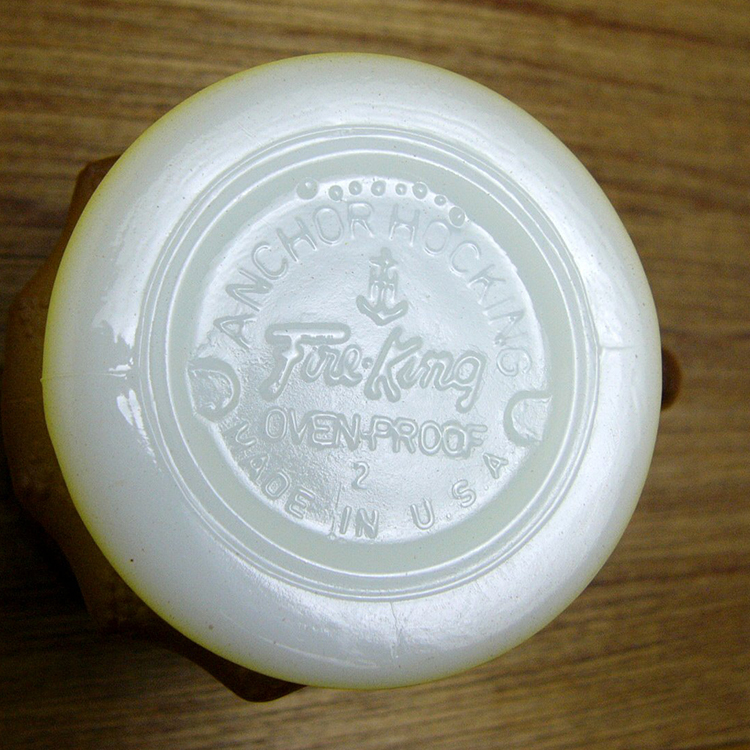 ANCHOR HOCKING
Fire-King
OVEN-PROOF
2
MADE IN U.S.A